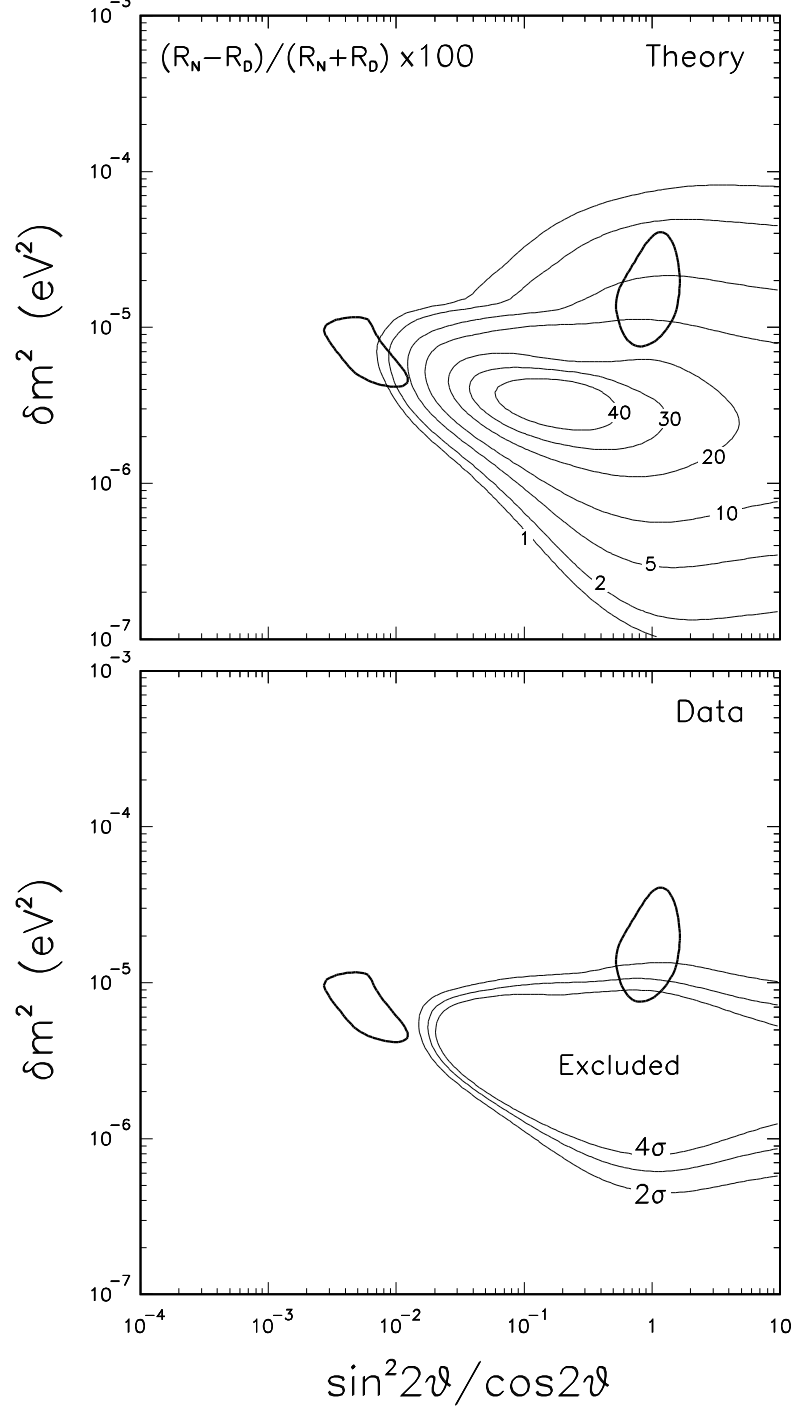 10⁻³
(R_N−R_D)/(R_N+R_D) x100 Theory
10⁻⁴
10⁻⁵
δm² (eV²)
40
30
20
10⁻⁶
10
1
5
2
10⁻⁷
10⁻³
Data
10⁻⁴
10⁻⁵
δm² (eV²)
Excluded
10⁻⁶
4σ
2σ
10⁻⁷
10⁻⁴ 10⁻³ 10⁻² 10⁻¹ 1 10
sin²2ϑ/cos2ϑ